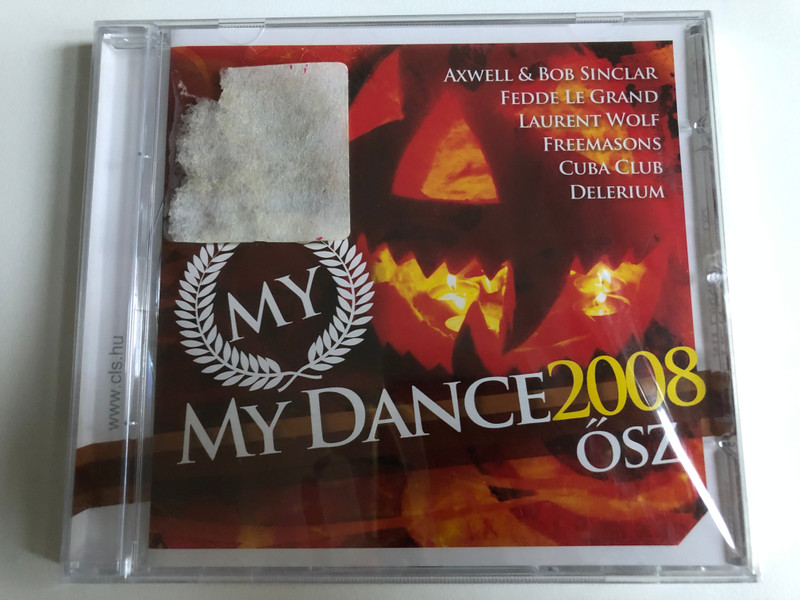 AXWELL & BOB SINCLAR
FEDDE LE GRAND
LAURENT WOLF
FREEMASONS
CUBA CLUB
DELERIUM
MY
MY DANCE 2008
ŐSZ
www.cls.hu